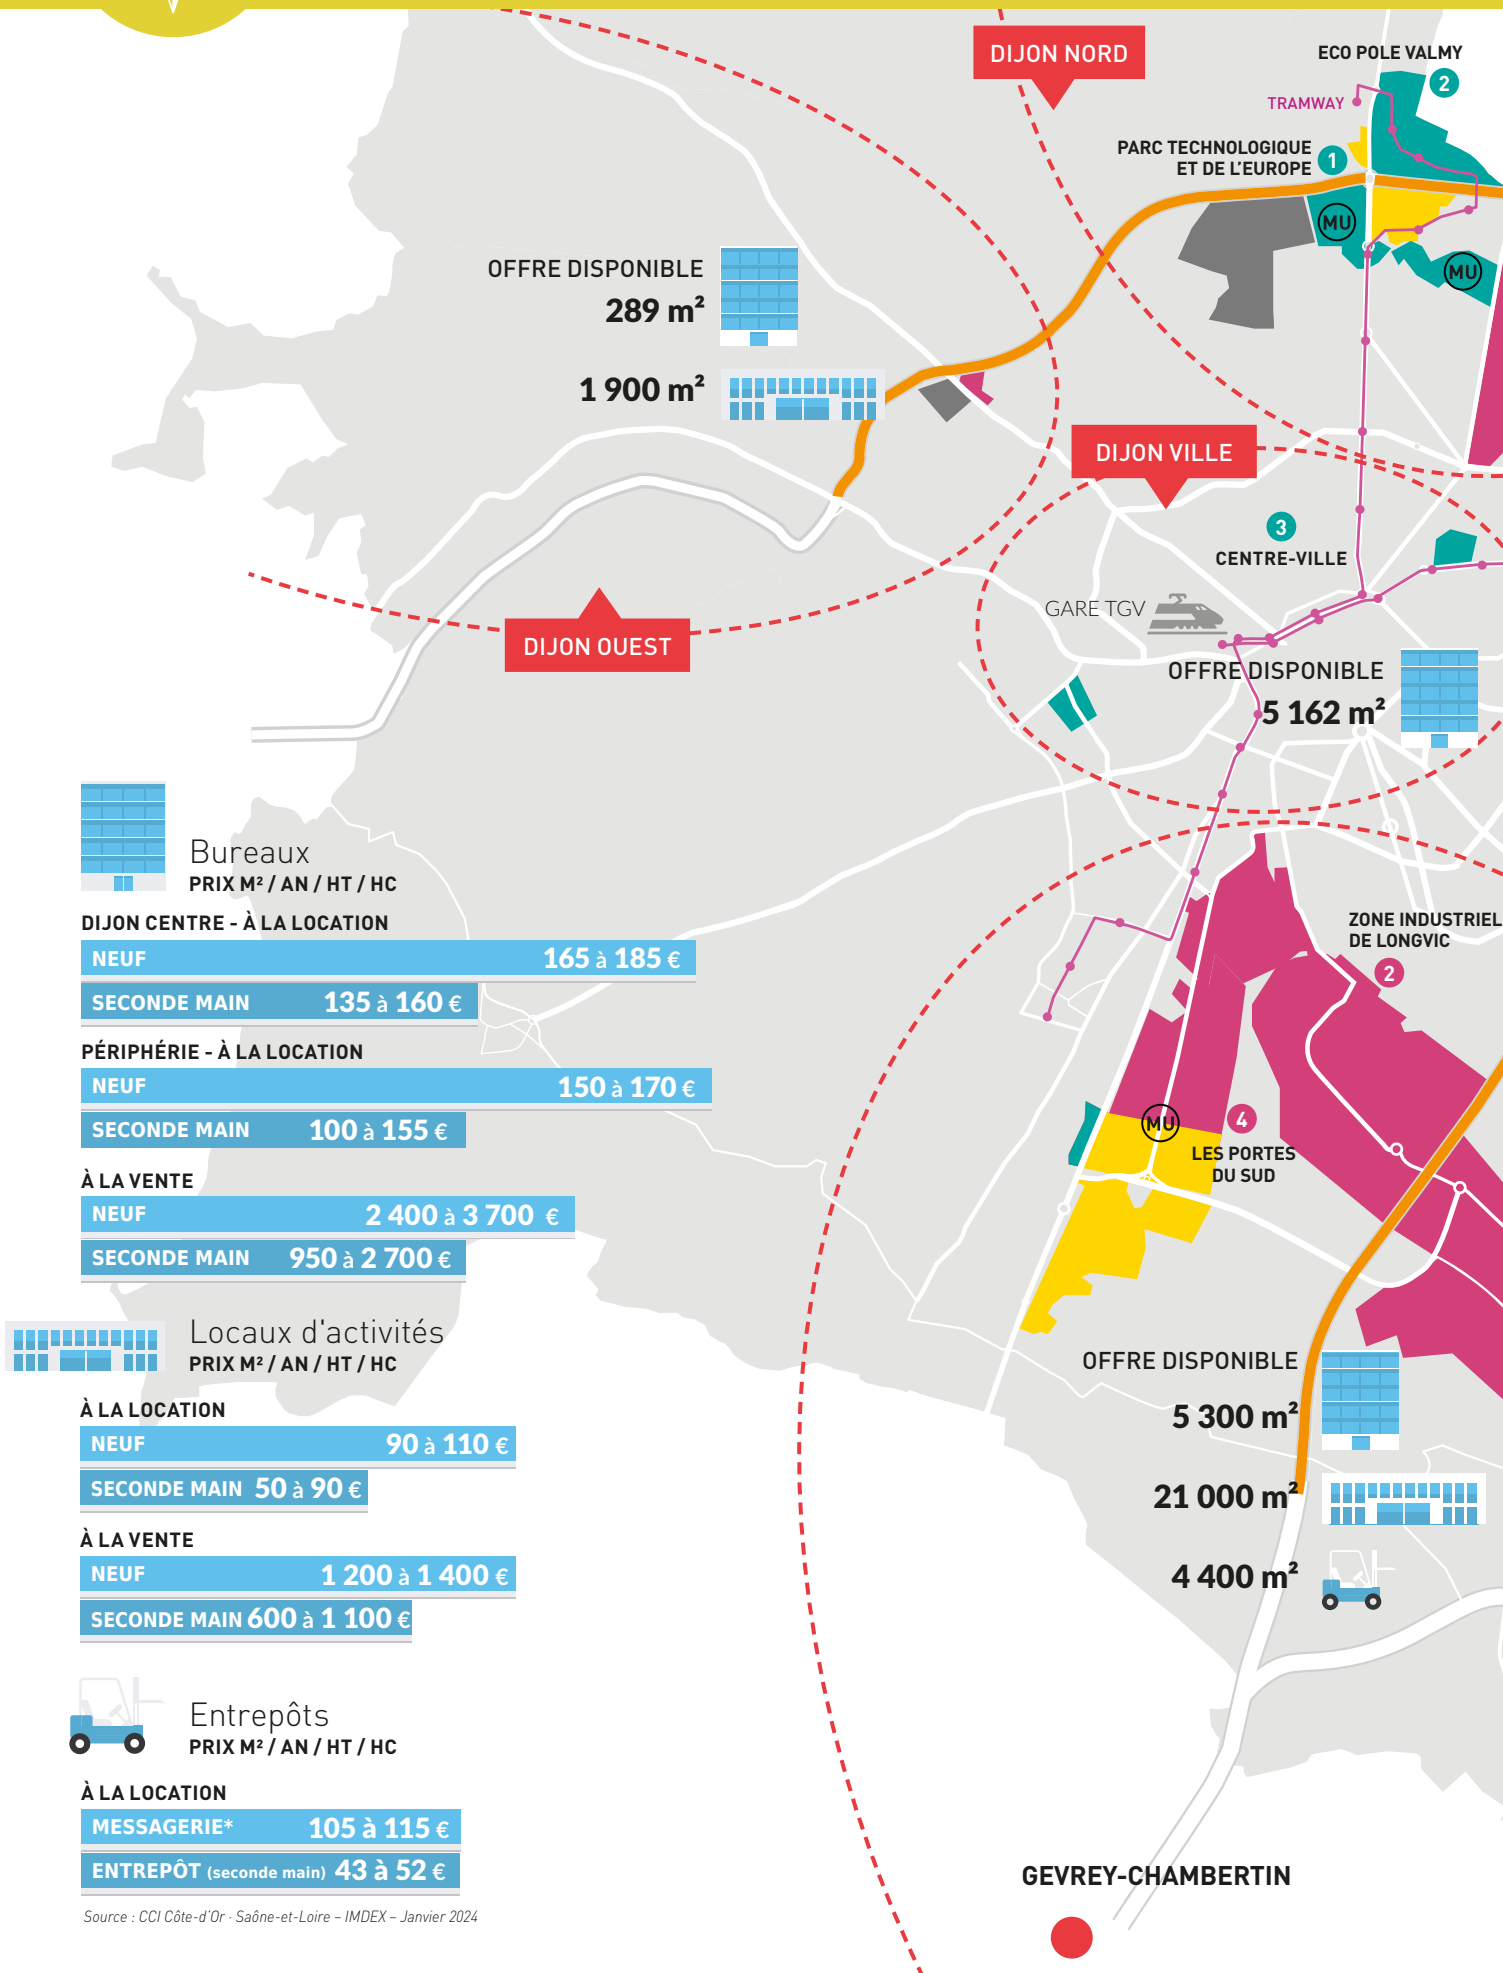 DIJON NORD
ECO POLE VALMY
2
TRAMWAY
PARC TECHNOLOGIQUE
ET DE L'EUROPE
1
MU
MU
OFFRE DISPONIBLE
289 m²
1 900 m²
DIJON VILLE
3
CENTRE-VILLE
GARE TGV
DIJON OUEST
OFFRE DISPONIBLE
5 162 m²
Bureaux
PRIX M² / AN / HT / HC
DIJON CENTRE - À LA LOCATION
NEUF 165 à 185 €
SECONDE MAIN 135 à 160 €
PÉRIPHÉRIE - À LA LOCATION
NEUF 150 à 170 €
SECONDE MAIN 100 à 155 €
À LA VENTE
NEUF 2 400 à 3 700 €
SECONDE MAIN 950 à 2 700 €
Locaux d'activités
PRIX M² / AN / HT / HC
À LA LOCATION
NEUF 90 à 110 €
SECONDE MAIN 50 à 90 €
À LA VENTE
NEUF 1 200 à 1 400 €
SECONDE MAIN 600 à 1 100 €
Entrepôts
PRIX M² / AN / HT / HC
À LA LOCATION
MESSAGERIE* 105 à 115 €
ENTREPÔT (seconde main) 43 à 52 €
Source : CCI Côte-d'Or · Saône-et-Loire – IMDEX – Janvier 2024
ZONE INDUSTRIEL
DE LONGVIC
2
MU
4
LES PORTES
DU SUD
OFFRE DISPONIBLE
5 300 m²
21 000 m²
4 400 m²
GEVREY-CHAMBERTIN